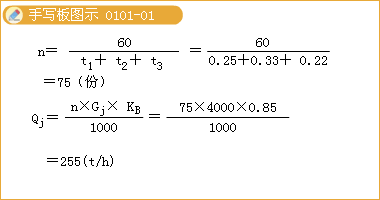 手写板图示 0101-01
n= 60 / t₁+ t₂+ t₃ = 60 / 0.25+0.33+ 0.22
=75 (份)
Qⱼ= n×Gⱼ× K_B / 1000 = 75×4000×0.85 / 1000
=255(t/h)